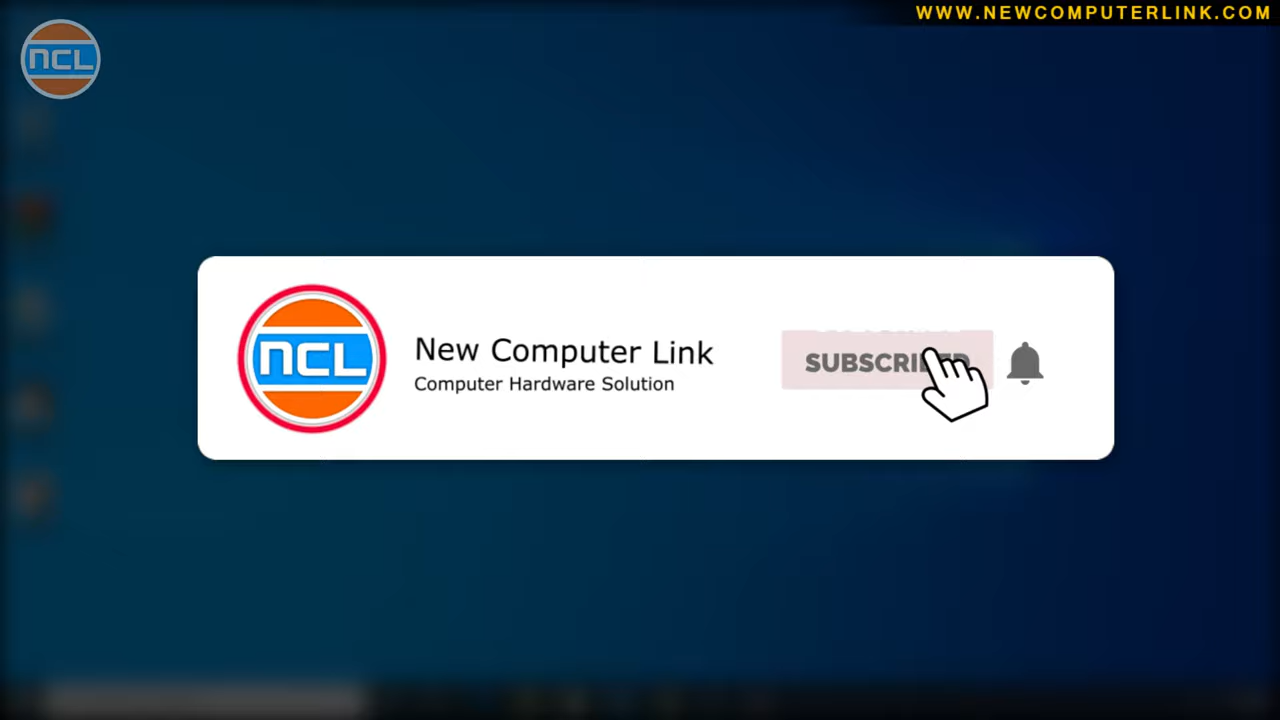 WWW.NEWCOMPUTERLINK.COM
NCL
NCL
New Computer Link
Computer Hardware Solution
SUBSCRIBED